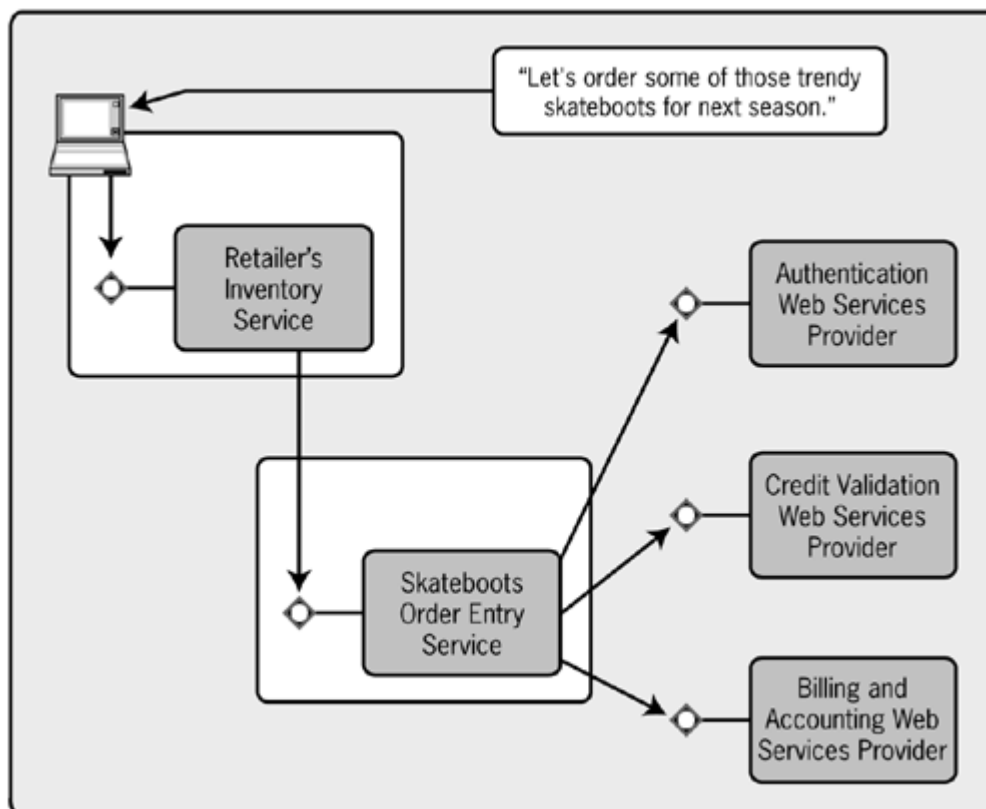 “Let's order some of those trendy
skateboots for next season.”
Retailer's
Inventory
Service
Authentication
Web Services
Provider
Credit Validation
Web Services
Provider
Skateboots
Order Entry
Service
Billing and
Accounting Web
Services Provider